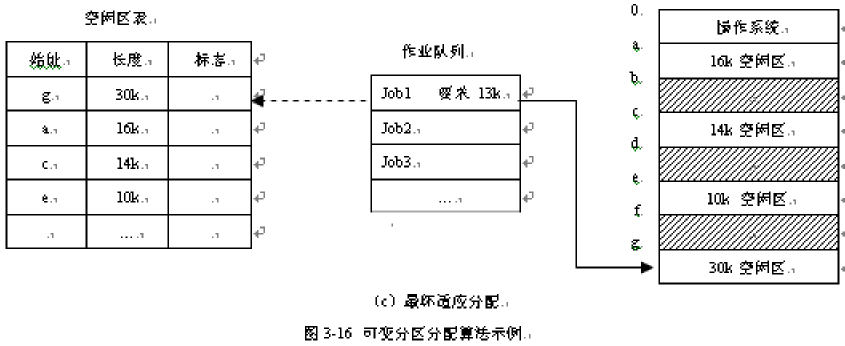 空闲区表
始址 长度 标志
g 30k
a 16k
c 14k
e 10k
…
作业队列
Job1 要求 13k
Job2
Job3
…
0
操作系统
a
16k 空闲区
b
c
14k 空闲区
d
e
10k 空闲区
f
g
30k 空闲区
(c) 最坏适应分配
图 3-16 可变分区分配算法示例